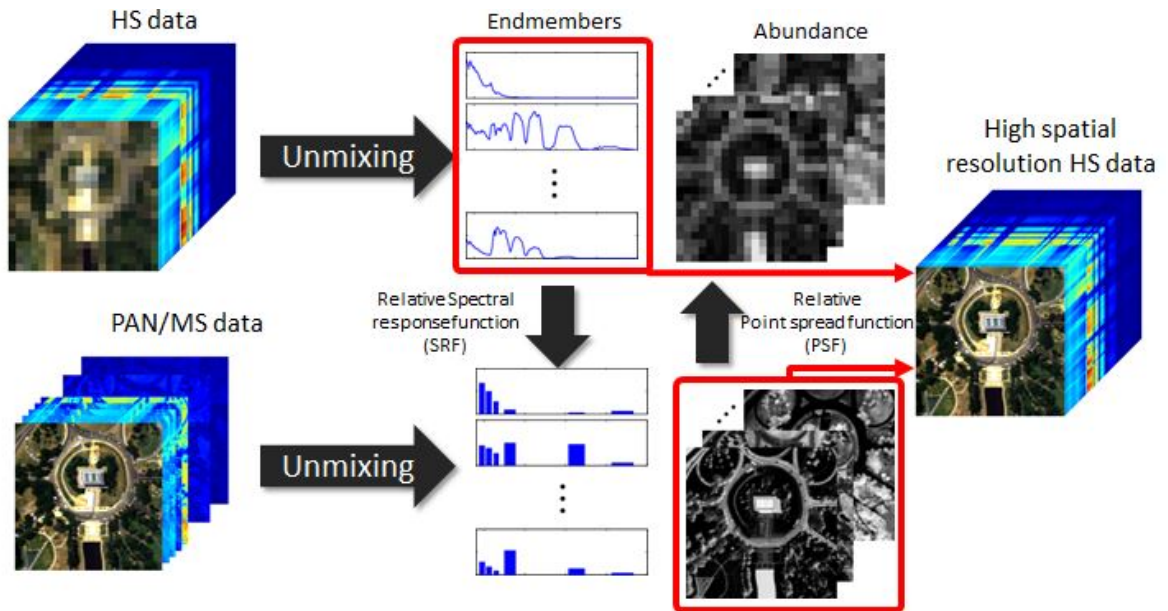 HS data
Endmembers
Abundance
Unmixing
High spatial
resolution HS data
Relative Spectral
responsefunction
(SRF)
Relative
Point spread function
(PSF)
PAN/MS data
Unmixing